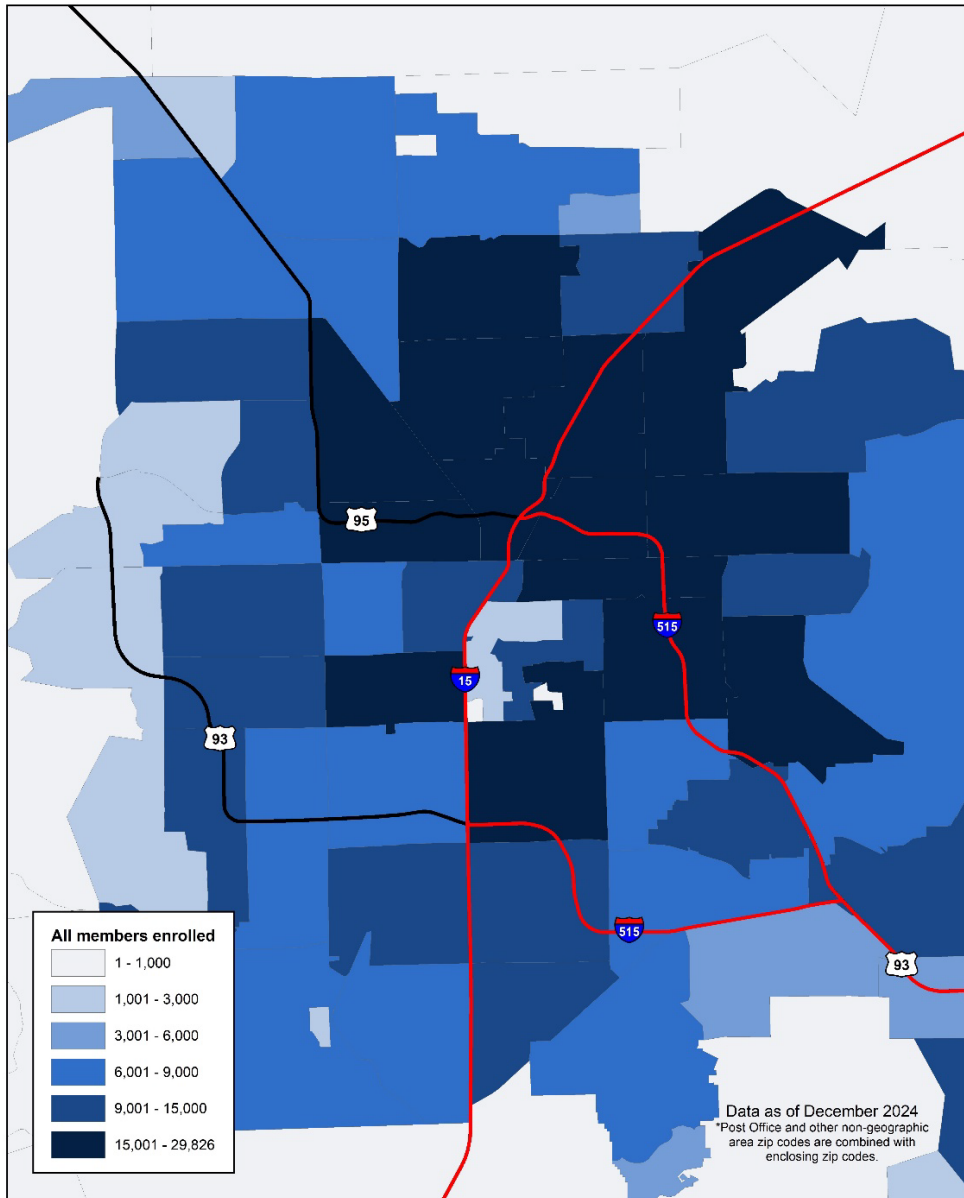 95
515
15
93
515
93
All members enrolled
1 - 1,000
1,001 - 3,000
3,001 - 6,000
6,001 - 9,000
9,001 - 15,000
15,001 - 29,826
Data as of December 2024
*Post Office and other non-geographic
area zip codes are combined with
enclosing zip codes.